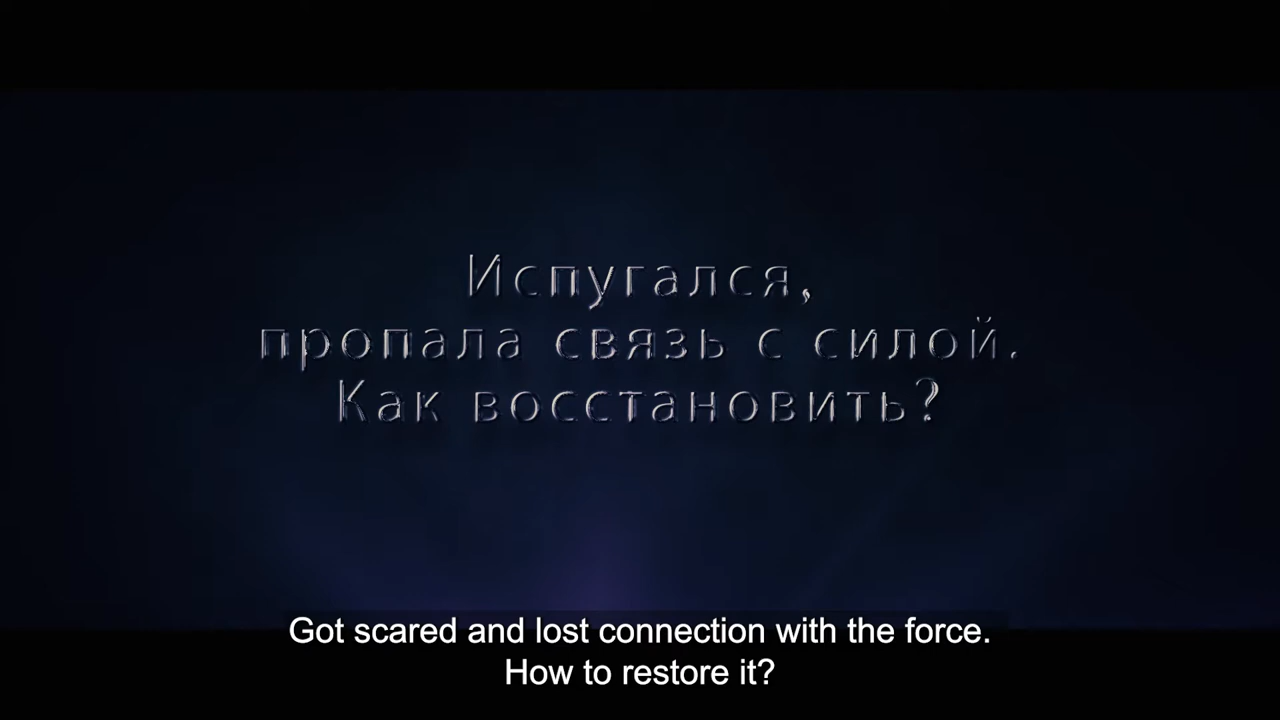 Испугался,
пропала связь с силой.
Как восстановить?
Got scared and lost connection with the force.
How to restore it?